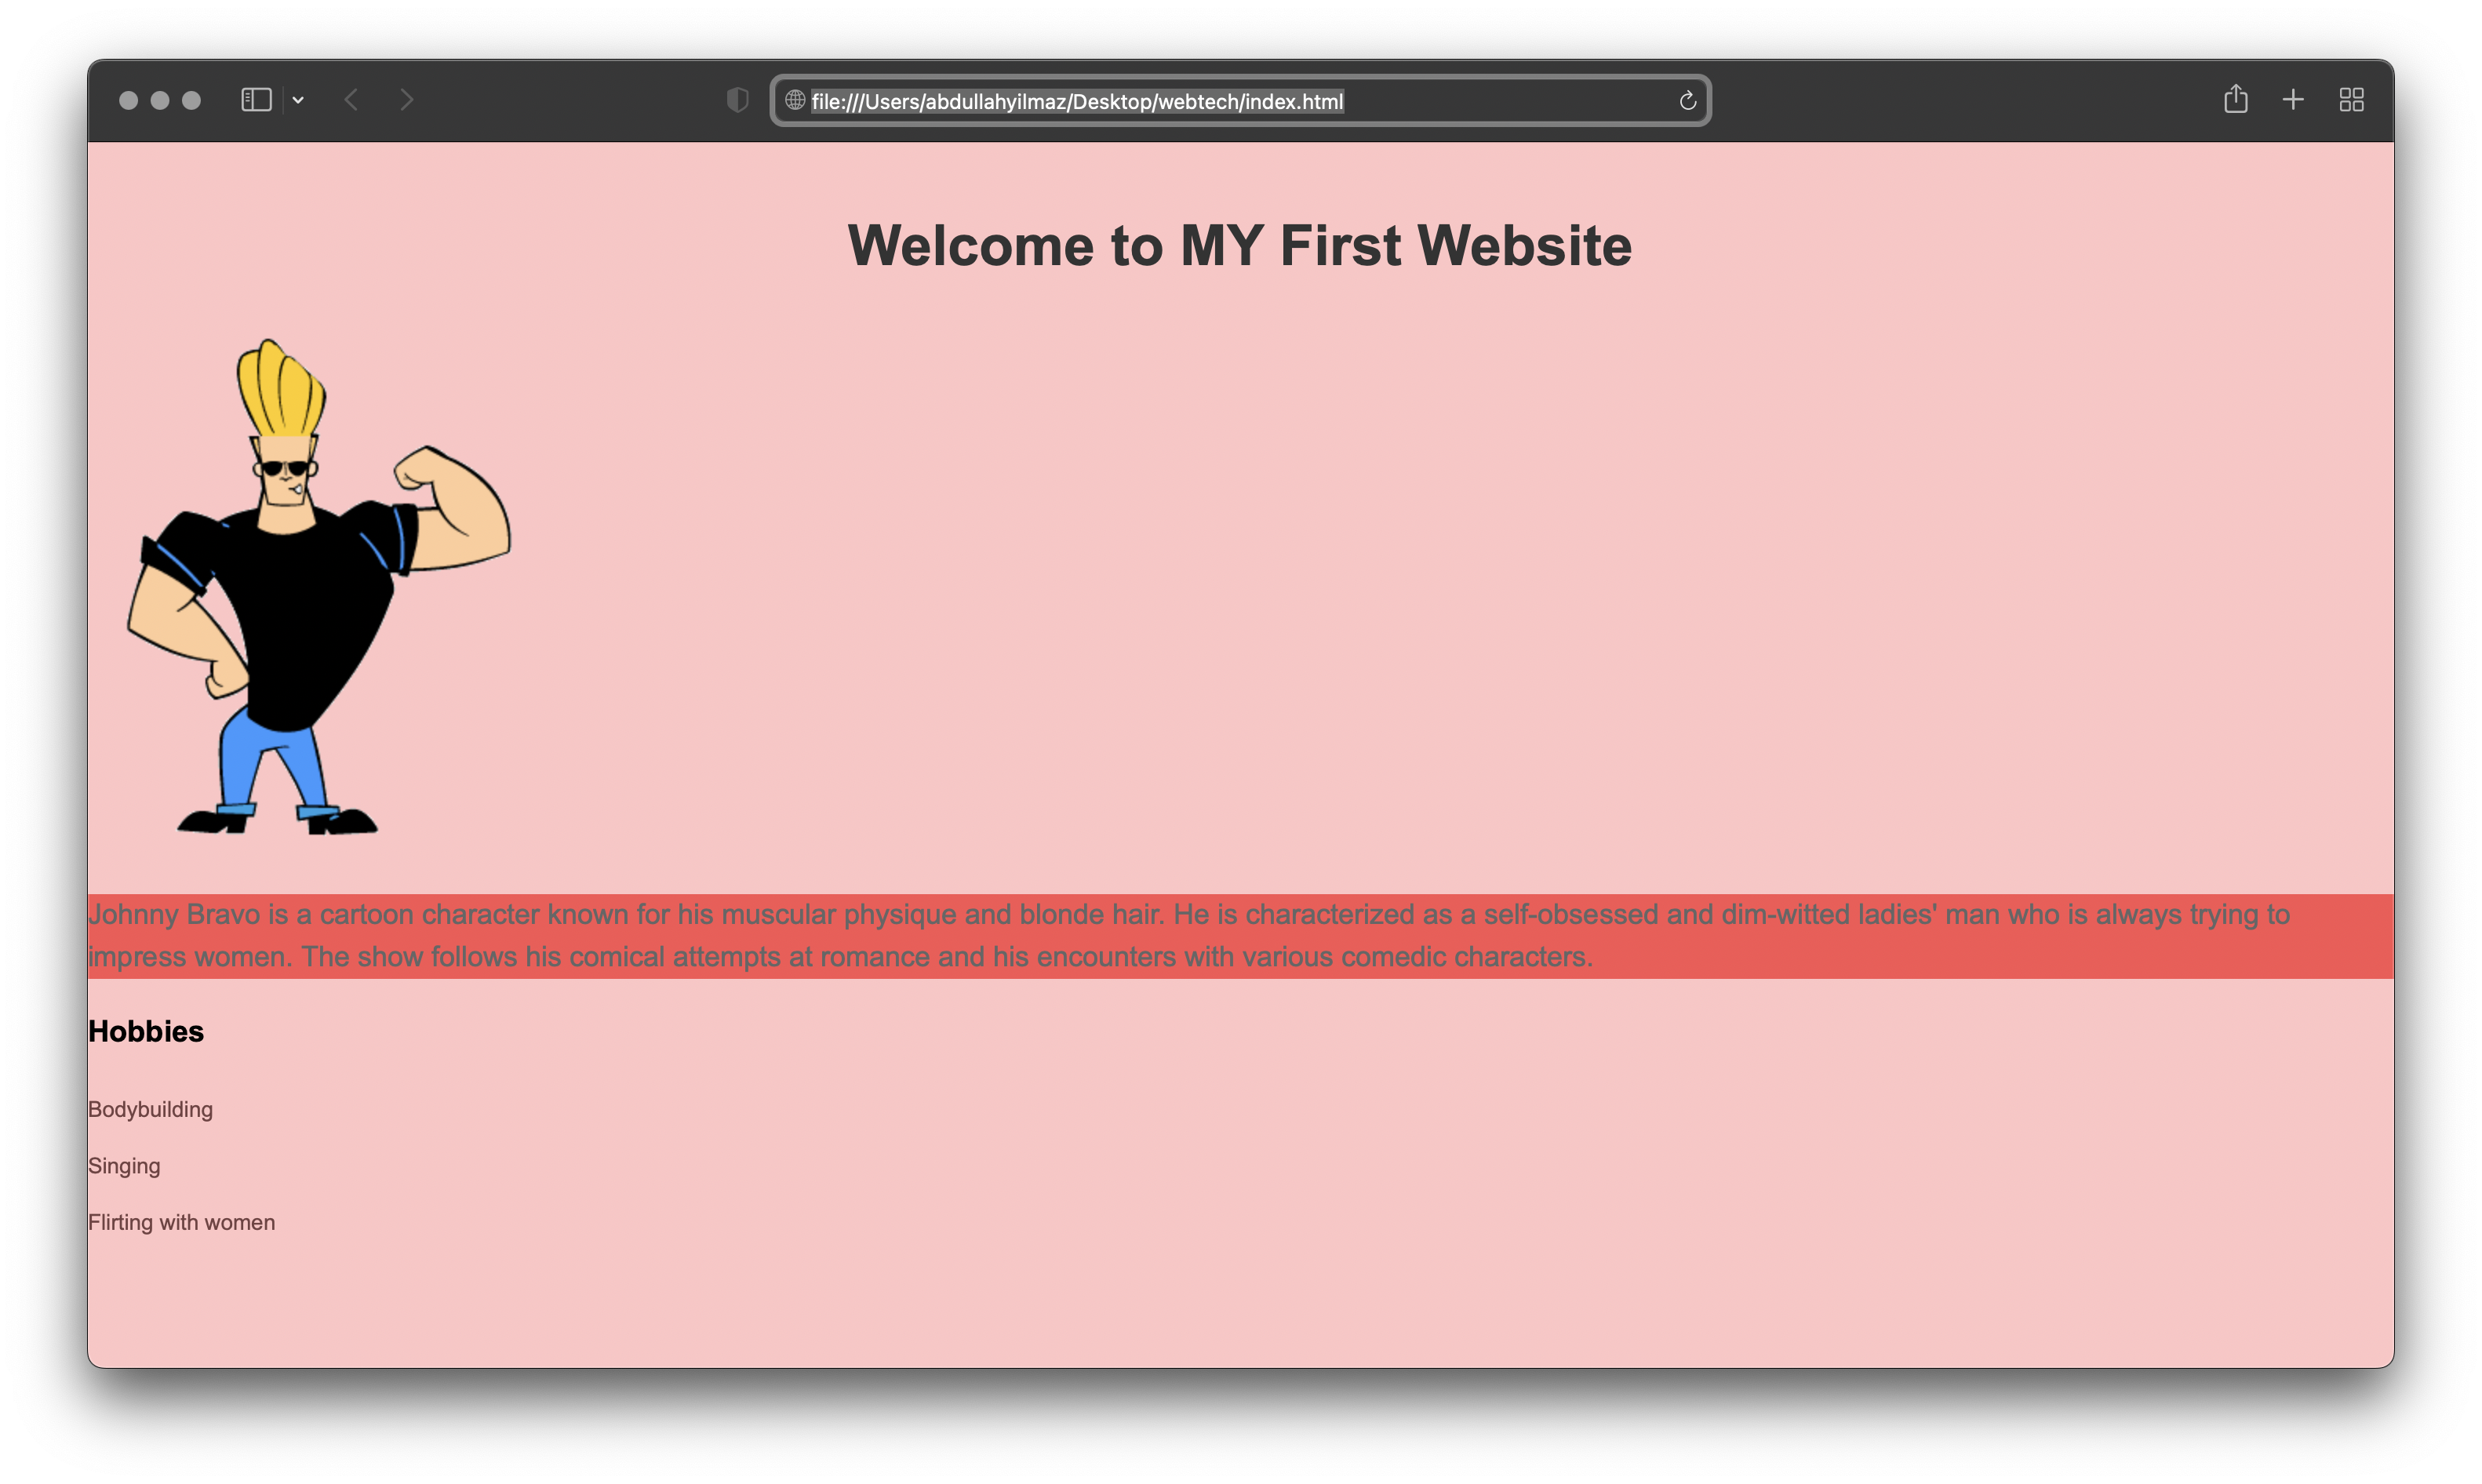 file:///Users/abdullahyilmaz/Desktop/webtech/index.html
Welcome to MY First Website
Johnny Bravo is a cartoon character known for his muscular physique and blonde hair. He is characterized as a self-obsessed and dim-witted ladies' man who is always trying to
impress women. The show follows his comical attempts at romance and his encounters with various comedic characters.
Hobbies
Bodybuilding
Singing
Flirting with women